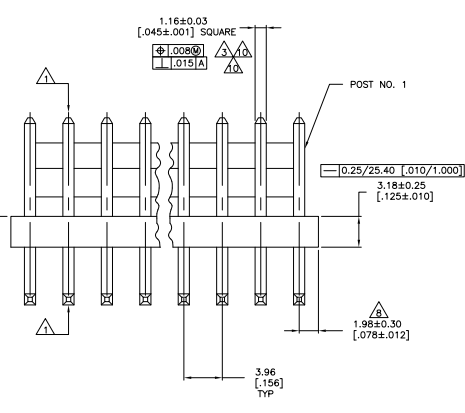 1.16±0.03
[.045±.001] SQUARE
⌖ .008Ⓜ 3 10
⊥ .015 A 10
1
POST NO. 1
— 0.25/25.40 [.010/1.000]
3.18±0.25
[.125±.010]
1
8
1.98±0.30
[.078±.012]
3.96
[.156]
TYP